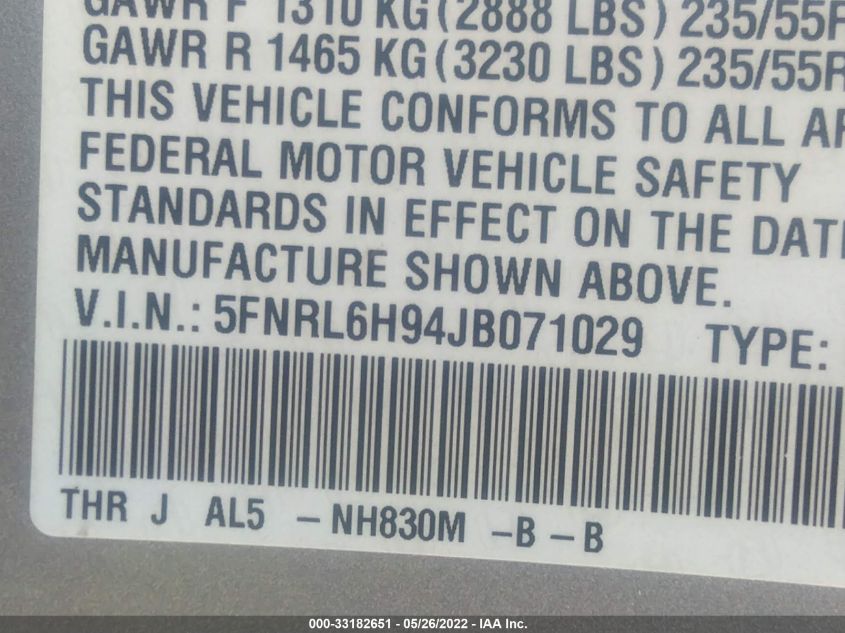 GAWR F 1310 KG (2888 LBS) 235/55R
GAWR R 1465 KG (3230 LBS) 235/55R
THIS VEHICLE CONFORMS TO ALL AP
FEDERAL MOTOR VEHICLE SAFETY
STANDARDS IN EFFECT ON THE DATE
MANUFACTURE SHOWN ABOVE.
V.I.N.: 5FNRL6H94JB071029 TYPE:
THR J AL5 -NH830M -B-B
000-33182651 - 05/26/2022 - IAA Inc.